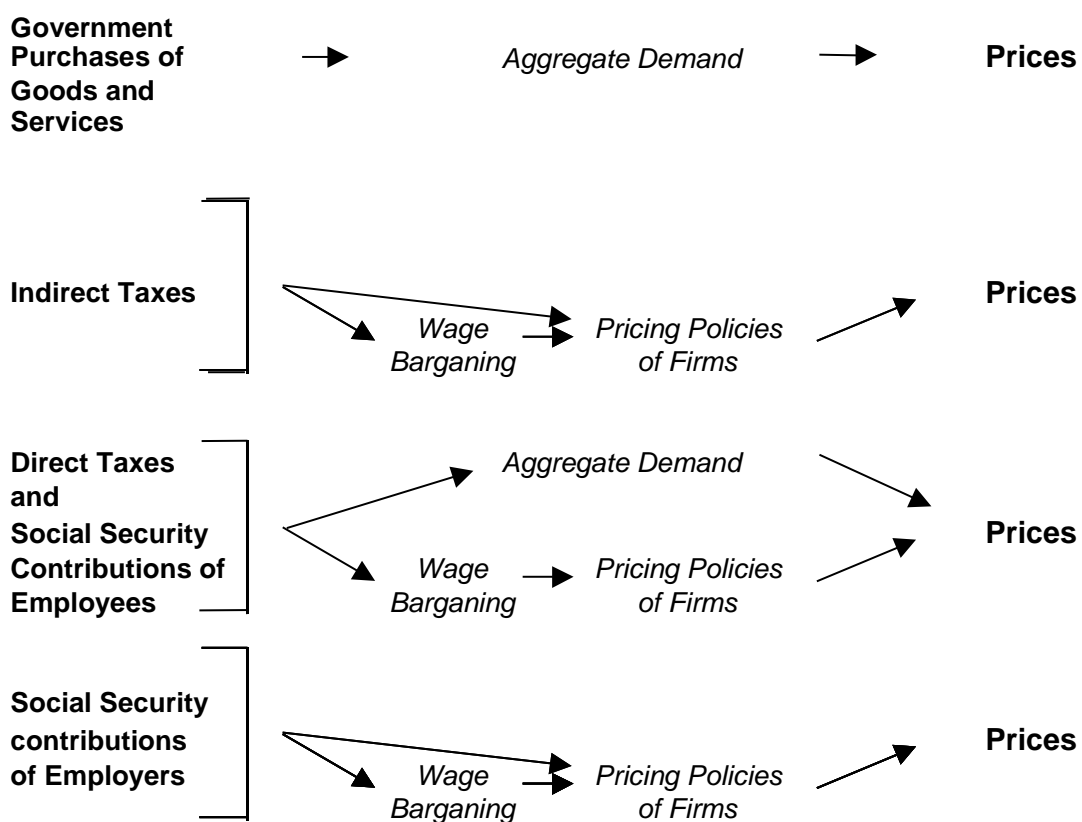 Government
Purchases of
Goods and
Services
Aggregate Demand
Prices
Indirect Taxes
Wage
Barganing
Pricing Policies
of Firms
Prices
Direct Taxes
and
Social Security
Contributions of
Employees
Aggregate Demand
Wage
Barganing
Pricing Policies
of Firms
Prices
Social Security
contributions
of Employers
Wage
Barganing
Pricing Policies
of Firms
Prices